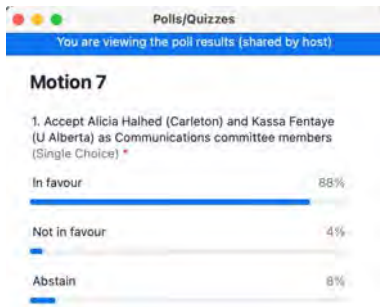 Polls/Quizzes
You are viewing the poll results (shared by host)
Motion 7
1. Accept Alicia Halhed (Carleton) and Kassa Fentaye
(U Alberta) as Communications committee members
(Single Choice) *
In favour 88%
Not in favour 4%
Abstain 8%